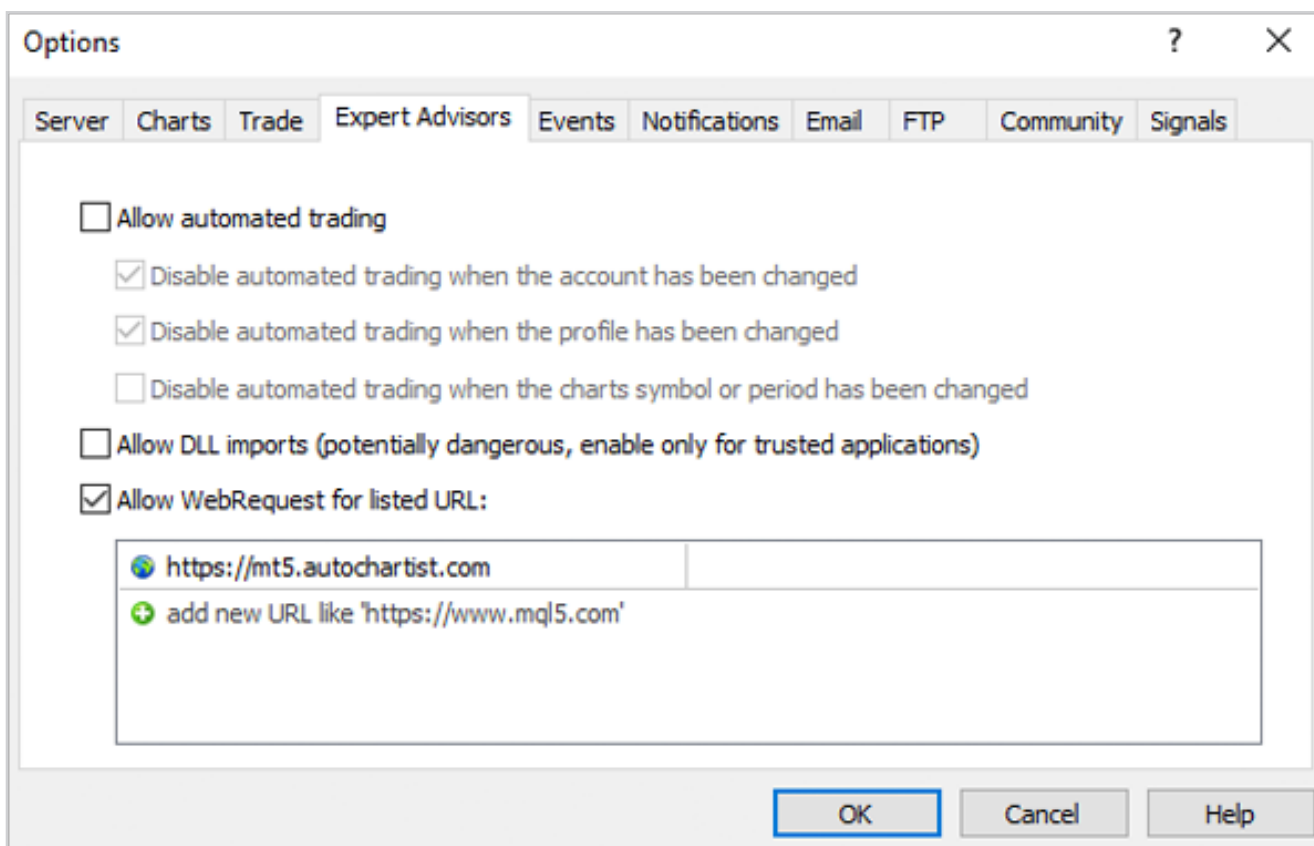 Options ?
Server Charts Trade Expert Advisors Events Notifications Email FTP Community Signals
Allow automated trading
Disable automated trading when the account has been changed
Disable automated trading when the profile has been changed
Disable automated trading when the charts symbol or period has been changed
Allow DLL imports (potentially dangerous, enable only for trusted applications)
Allow WebRequest for listed URL:
https://mt5.autochartist.com
add new URL like 'https://www.mql5.com'
OK Cancel Help